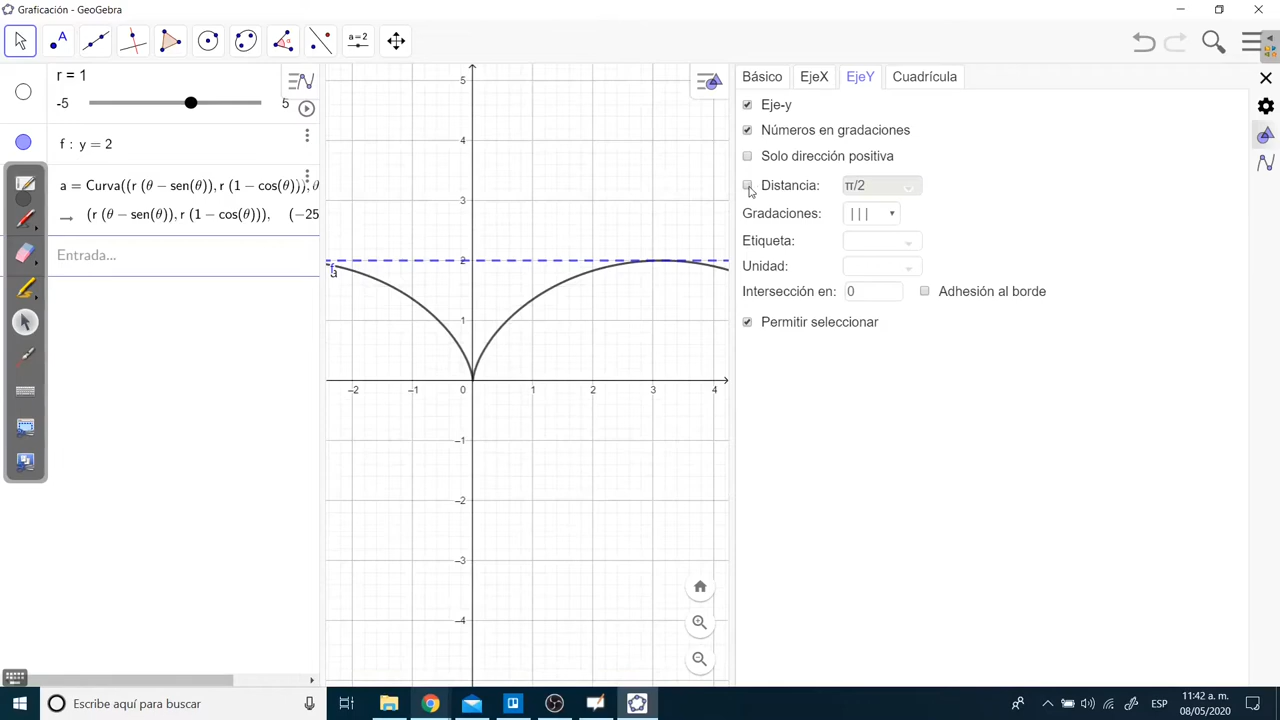 Graficación - GeoGebra
A
α
a=2
r = 1
-5
5
f : y = 2
a = Curva((r (θ − sen(θ)), r (1 − cos(θ))), θ
→ (r (θ − sen(θ)), r (1 − cos(θ))), (−25
Entrada...
5
4
3
2
f
a
1
–2 –1 0 1 2 3 4
–1
–2
–3
–4
Básico EjeX EjeY Cuadrícula
Eje-y
Números en gradaciones
Solo dirección positiva
Distancia: π/2
Gradaciones: | | |
Etiqueta:
Unidad:
Intersección en: 0 Adhesión al borde
Permitir seleccionar
Escribe aquí para buscar
ESP
11:42 a. m.
08/05/2020